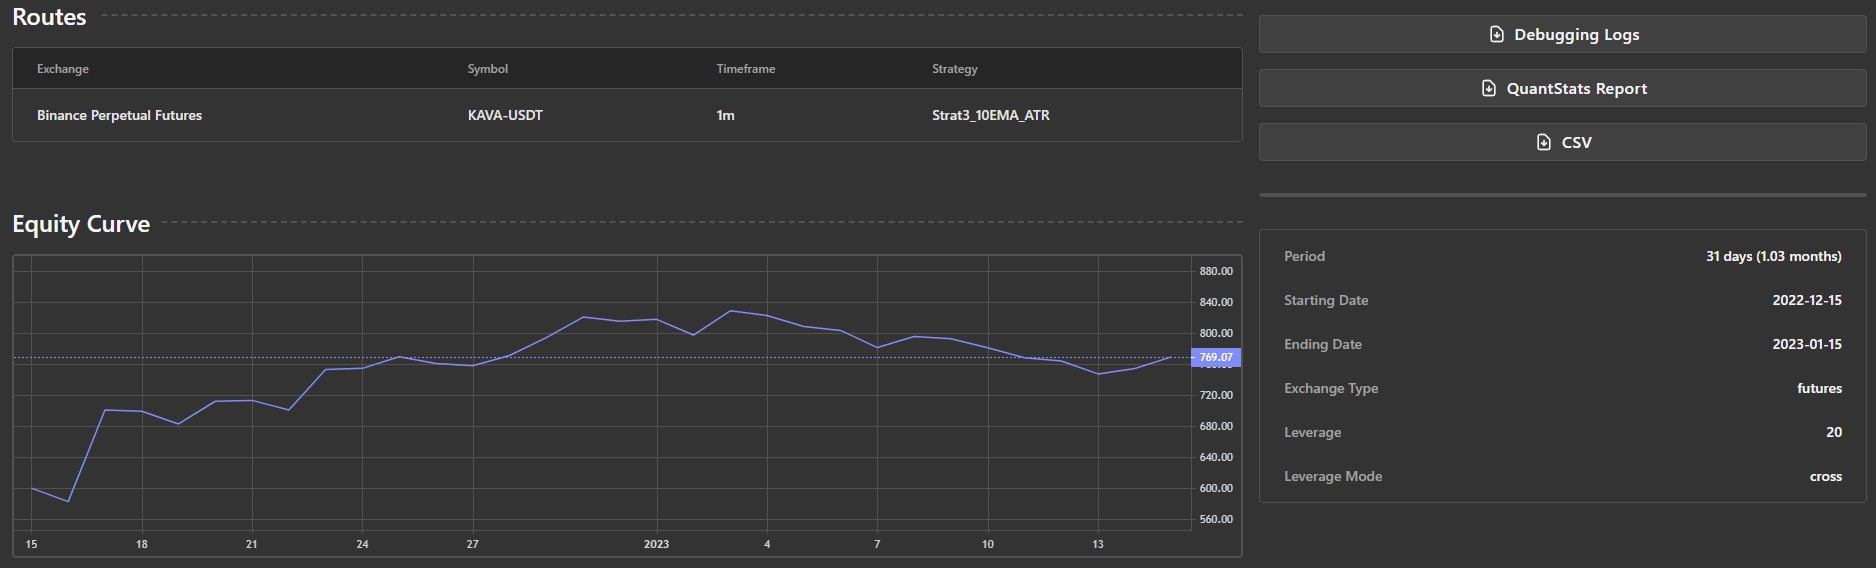 Routes
Exchange Symbol Timeframe Strategy
Binance Perpetual Futures KAVA-USDT 1m Strat3_10EMA_ATR
Debugging Logs
QuantStats Report
CSV
Equity Curve
880.00
840.00
800.00
769.07
720.00
680.00
640.00
600.00
560.00
15 18 21 24 27 2023 4 7 10 13
Period 31 days (1.03 months)
Starting Date 2022-12-15
Ending Date 2023-01-15
Exchange Type futures
Leverage 20
Leverage Mode cross